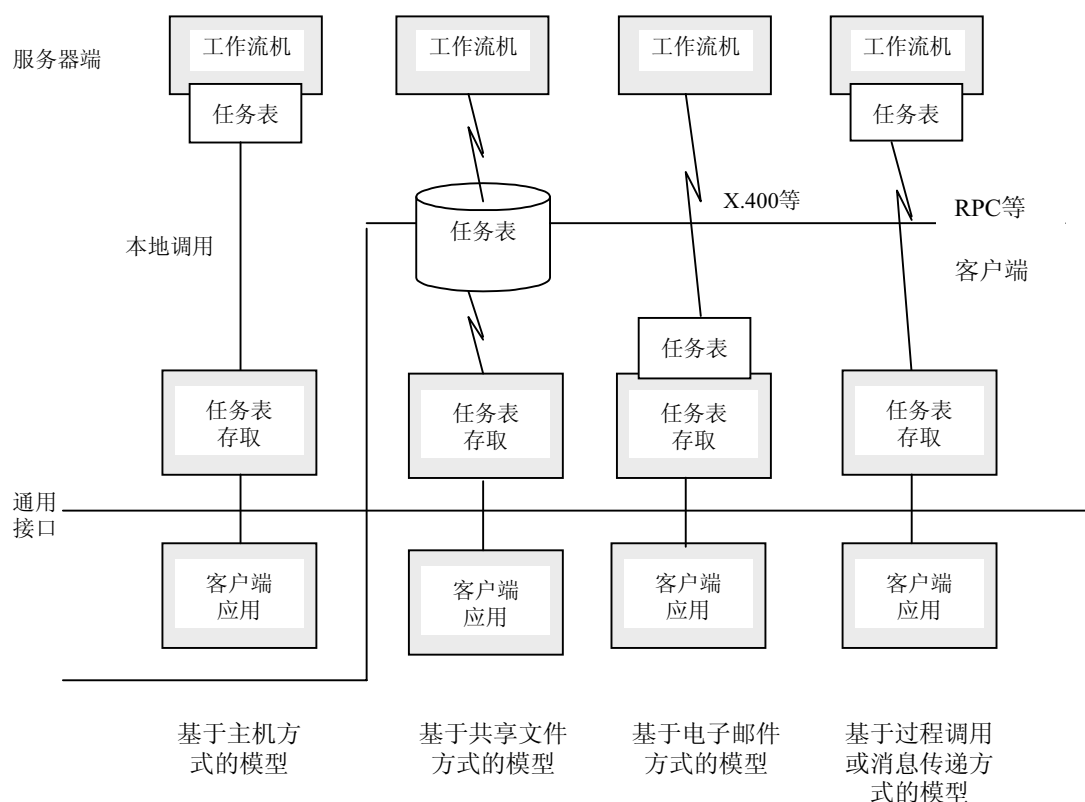 服务器端
工作流机
工作流机
工作流机
工作流机
任务表
任务表
X.400等
RPC等
任务表
本地调用
客户端
任务表
任务表
存取
任务表
存取
任务表
存取
任务表
存取
通用
接口
客户端
应用
客户端
应用
客户端
应用
客户端
应用
基于主机方
式的模型
基于共享文件
方式的模型
基于电子邮件
方式的模型
基于过程调用
或消息传递方
式的模型